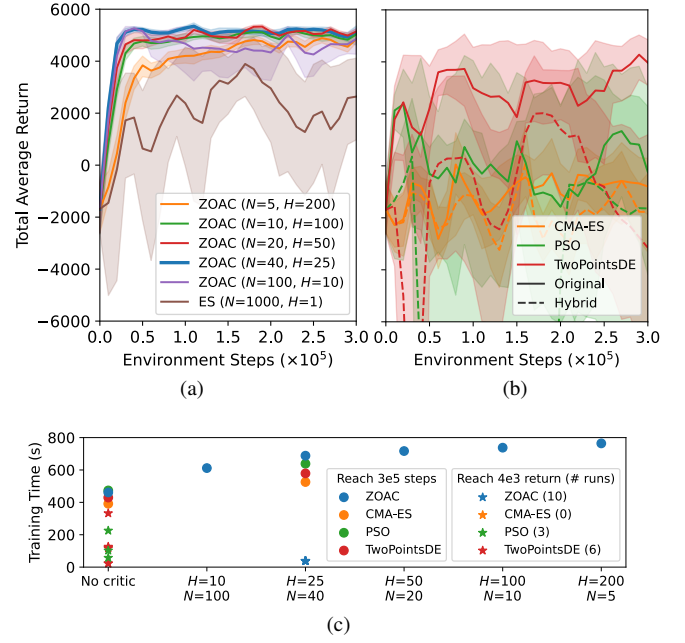 6000
4000
2000
0
−2000
−4000
−6000
Total Average Return
ZOAC (N=5, H=200)
ZOAC (N=10, H=100)
ZOAC (N=20, H=50)
ZOAC (N=40, H=25)
ZOAC (N=100, H=10)
ES (N=1000, H=1)
0.0 0.5 1.0 1.5 2.0 2.5 3.0
Environment Steps (×10⁵)
(a)
CMA-ES
PSO
TwoPointsDE
Original
Hybrid
0.0 0.5 1.0 1.5 2.0 2.5 3.0
Environment Steps (×10⁵)
(b)
800
600
400
200
0
Training Time (s)
Reach 3e5 steps
ZOAC
CMA-ES
PSO
TwoPointsDE
Reach 4e3 return (# runs)
ZOAC (10)
CMA-ES (0)
PSO (3)
TwoPointsDE (6)
No critic
H=10
N=100
H=25
N=40
H=50
N=20
H=100
N=10
H=200
N=5
(c)